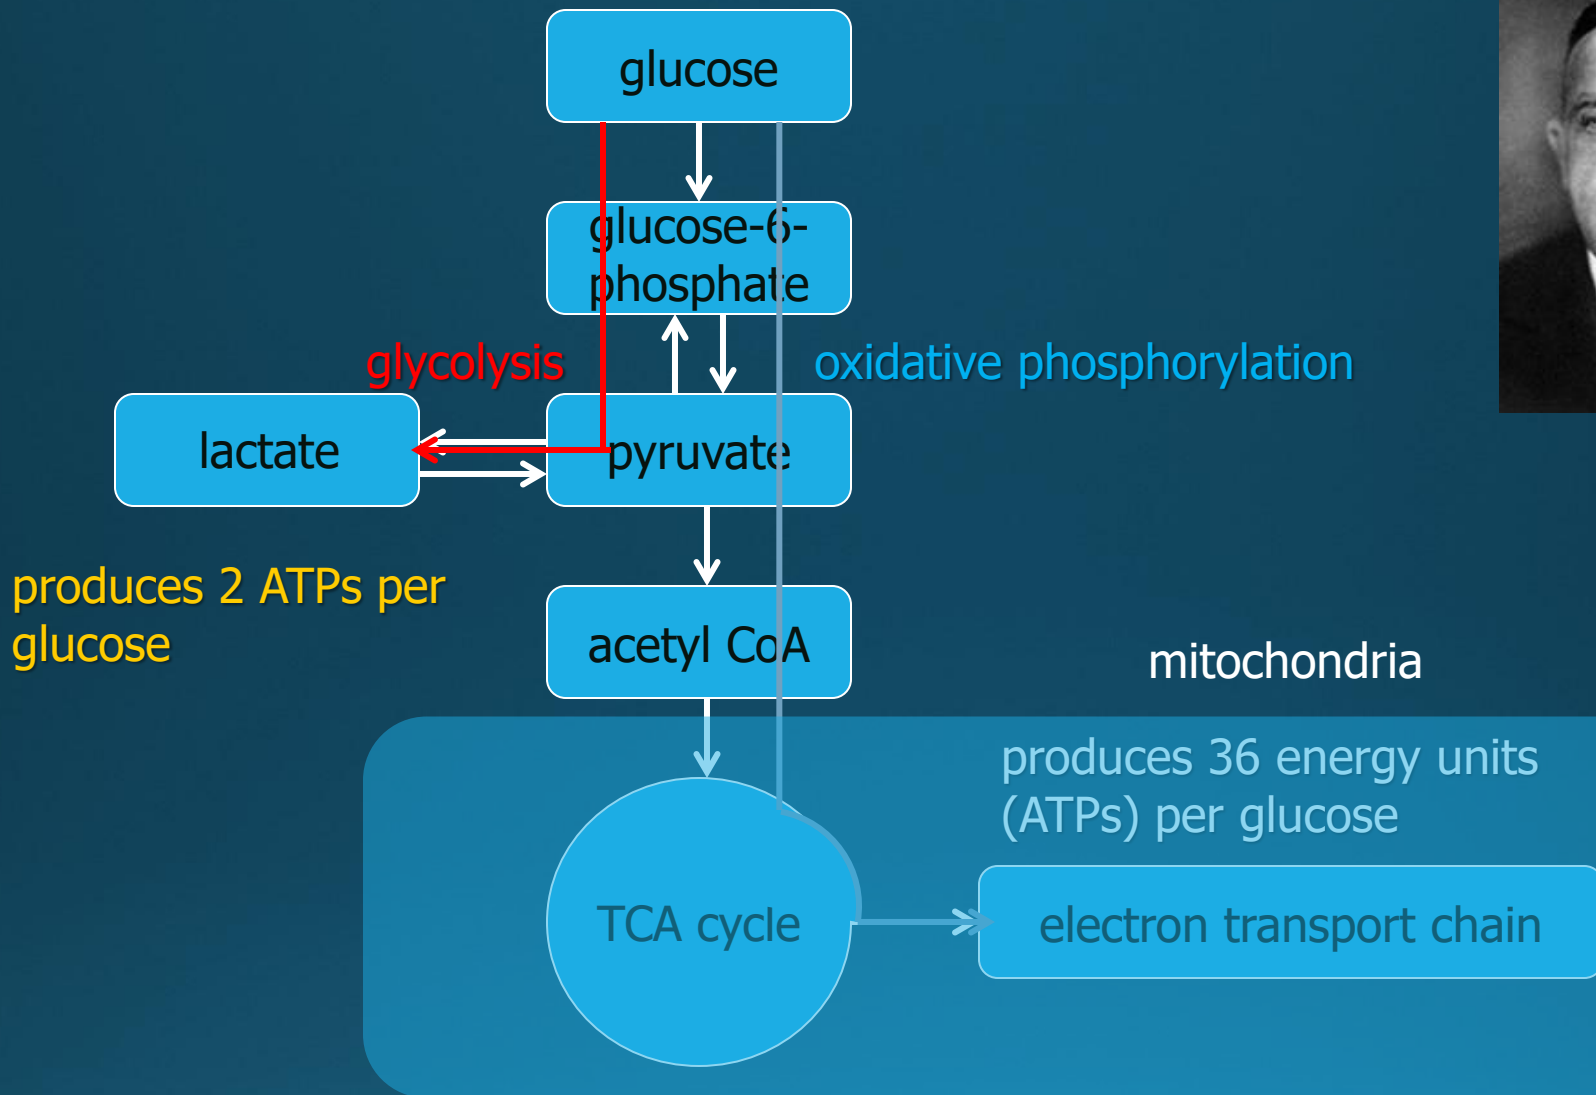 glucose
glucose-6-
phosphate
glycolysis
oxidative phosphorylation
lactate
pyruvate
produces 2 ATPs per
glucose
acetyl CoA
mitochondria
produces 36 energy units
(ATPs) per glucose
TCA cycle
electron transport chain